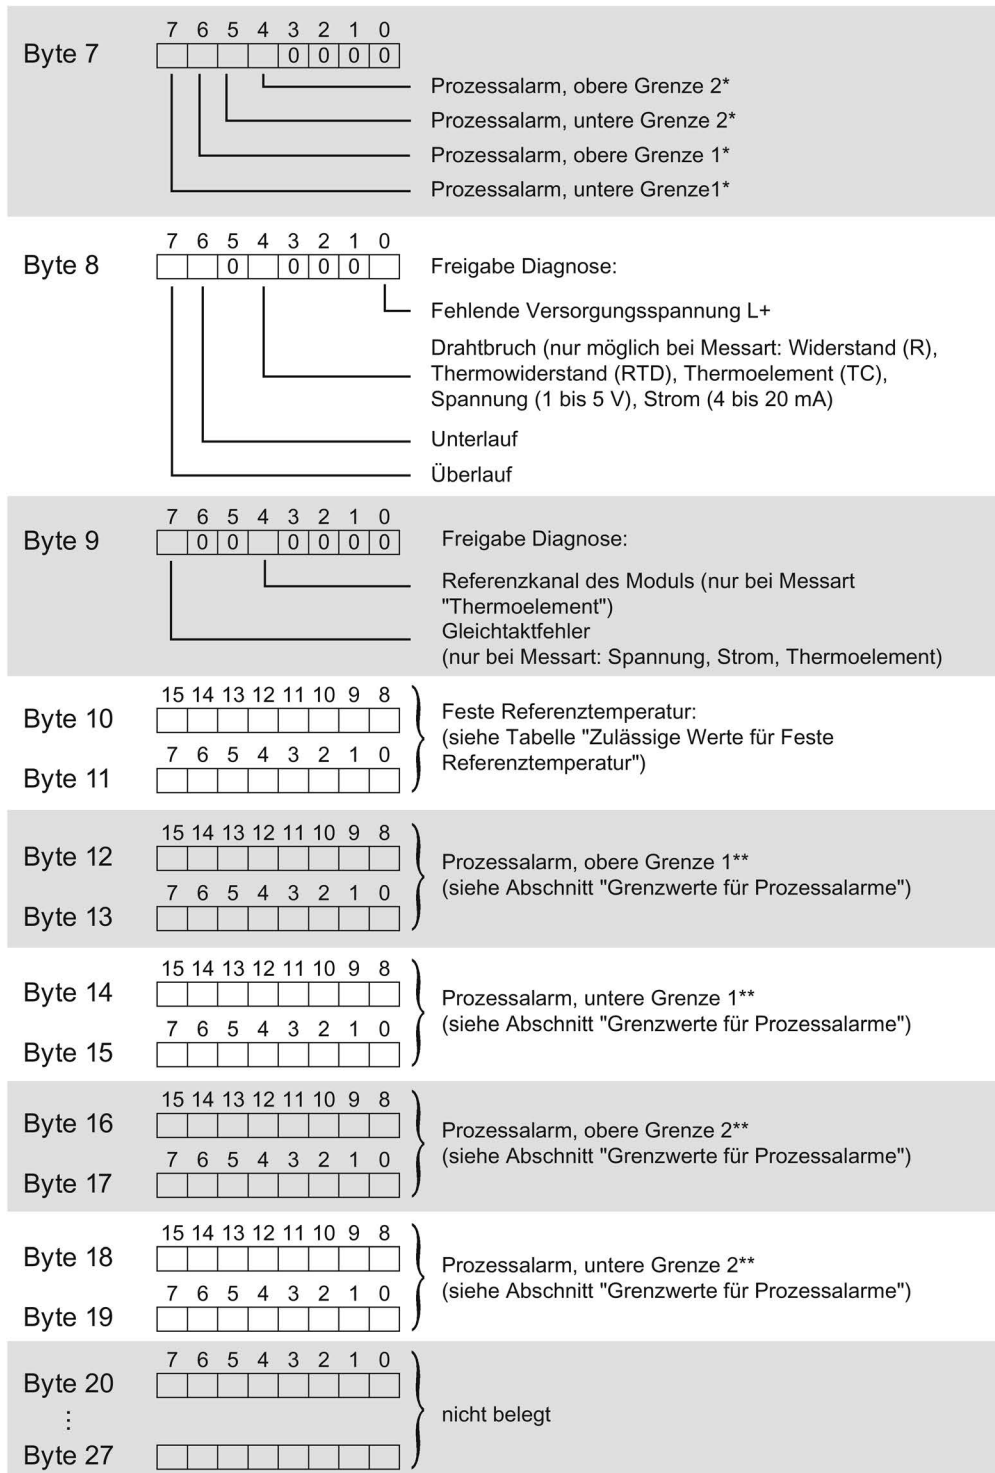 7 6 5 4 3 2 1 0
Byte 7
0 0 0 0
Prozessalarm, obere Grenze 2*
Prozessalarm, untere Grenze 2*
Prozessalarm, obere Grenze 1*
Prozessalarm, untere Grenze1*
7 6 5 4 3 2 1 0
Byte 8
0 0 0 0
Freigabe Diagnose:
Fehlende Versorgungsspannung L+
Drahtbruch (nur möglich bei Messart: Widerstand (R),
Thermowiderstand (RTD), Thermoelement (TC),
Spannung (1 bis 5 V), Strom (4 bis 20 mA)
Unterlauf
Überlauf
7 6 5 4 3 2 1 0
Byte 9
0 0 0 0 0 0
Freigabe Diagnose:
Referenzkanal des Moduls (nur bei Messart
"Thermoelement")
Gleichtaktfehler
(nur bei Messart: Spannung, Strom, Thermoelement)
15 14 13 12 11 10 9 8
Byte 10
7 6 5 4 3 2 1 0
Byte 11
Feste Referenztemperatur:
(siehe Tabelle "Zulässige Werte für Feste
Referenztemperatur")
15 14 13 12 11 10 9 8
Byte 12
7 6 5 4 3 2 1 0
Byte 13
Prozessalarm, obere Grenze 1**
(siehe Abschnitt "Grenzwerte für Prozessalarme")
15 14 13 12 11 10 9 8
Byte 14
7 6 5 4 3 2 1 0
Byte 15
Prozessalarm, untere Grenze 1**
(siehe Abschnitt "Grenzwerte für Prozessalarme")
15 14 13 12 11 10 9 8
Byte 16
7 6 5 4 3 2 1 0
Byte 17
Prozessalarm, obere Grenze 2**
(siehe Abschnitt "Grenzwerte für Prozessalarme")
15 14 13 12 11 10 9 8
Byte 18
7 6 5 4 3 2 1 0
Byte 19
Prozessalarm, untere Grenze 2**
(siehe Abschnitt "Grenzwerte für Prozessalarme")
7 6 5 4 3 2 1 0
Byte 20
⋮
Byte 27
nicht belegt